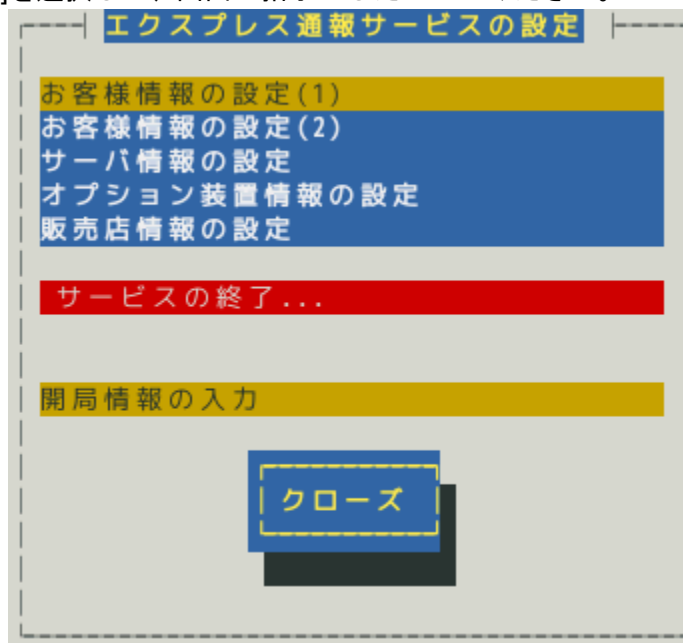 エクスプレス通報サービスの設定
お客様情報の設定(1)
お客様情報の設定(2)
サーバ情報の設定
オプション装置情報の設定
販売店情報の設定
サービスの終了...
開局情報の入力
クローズ